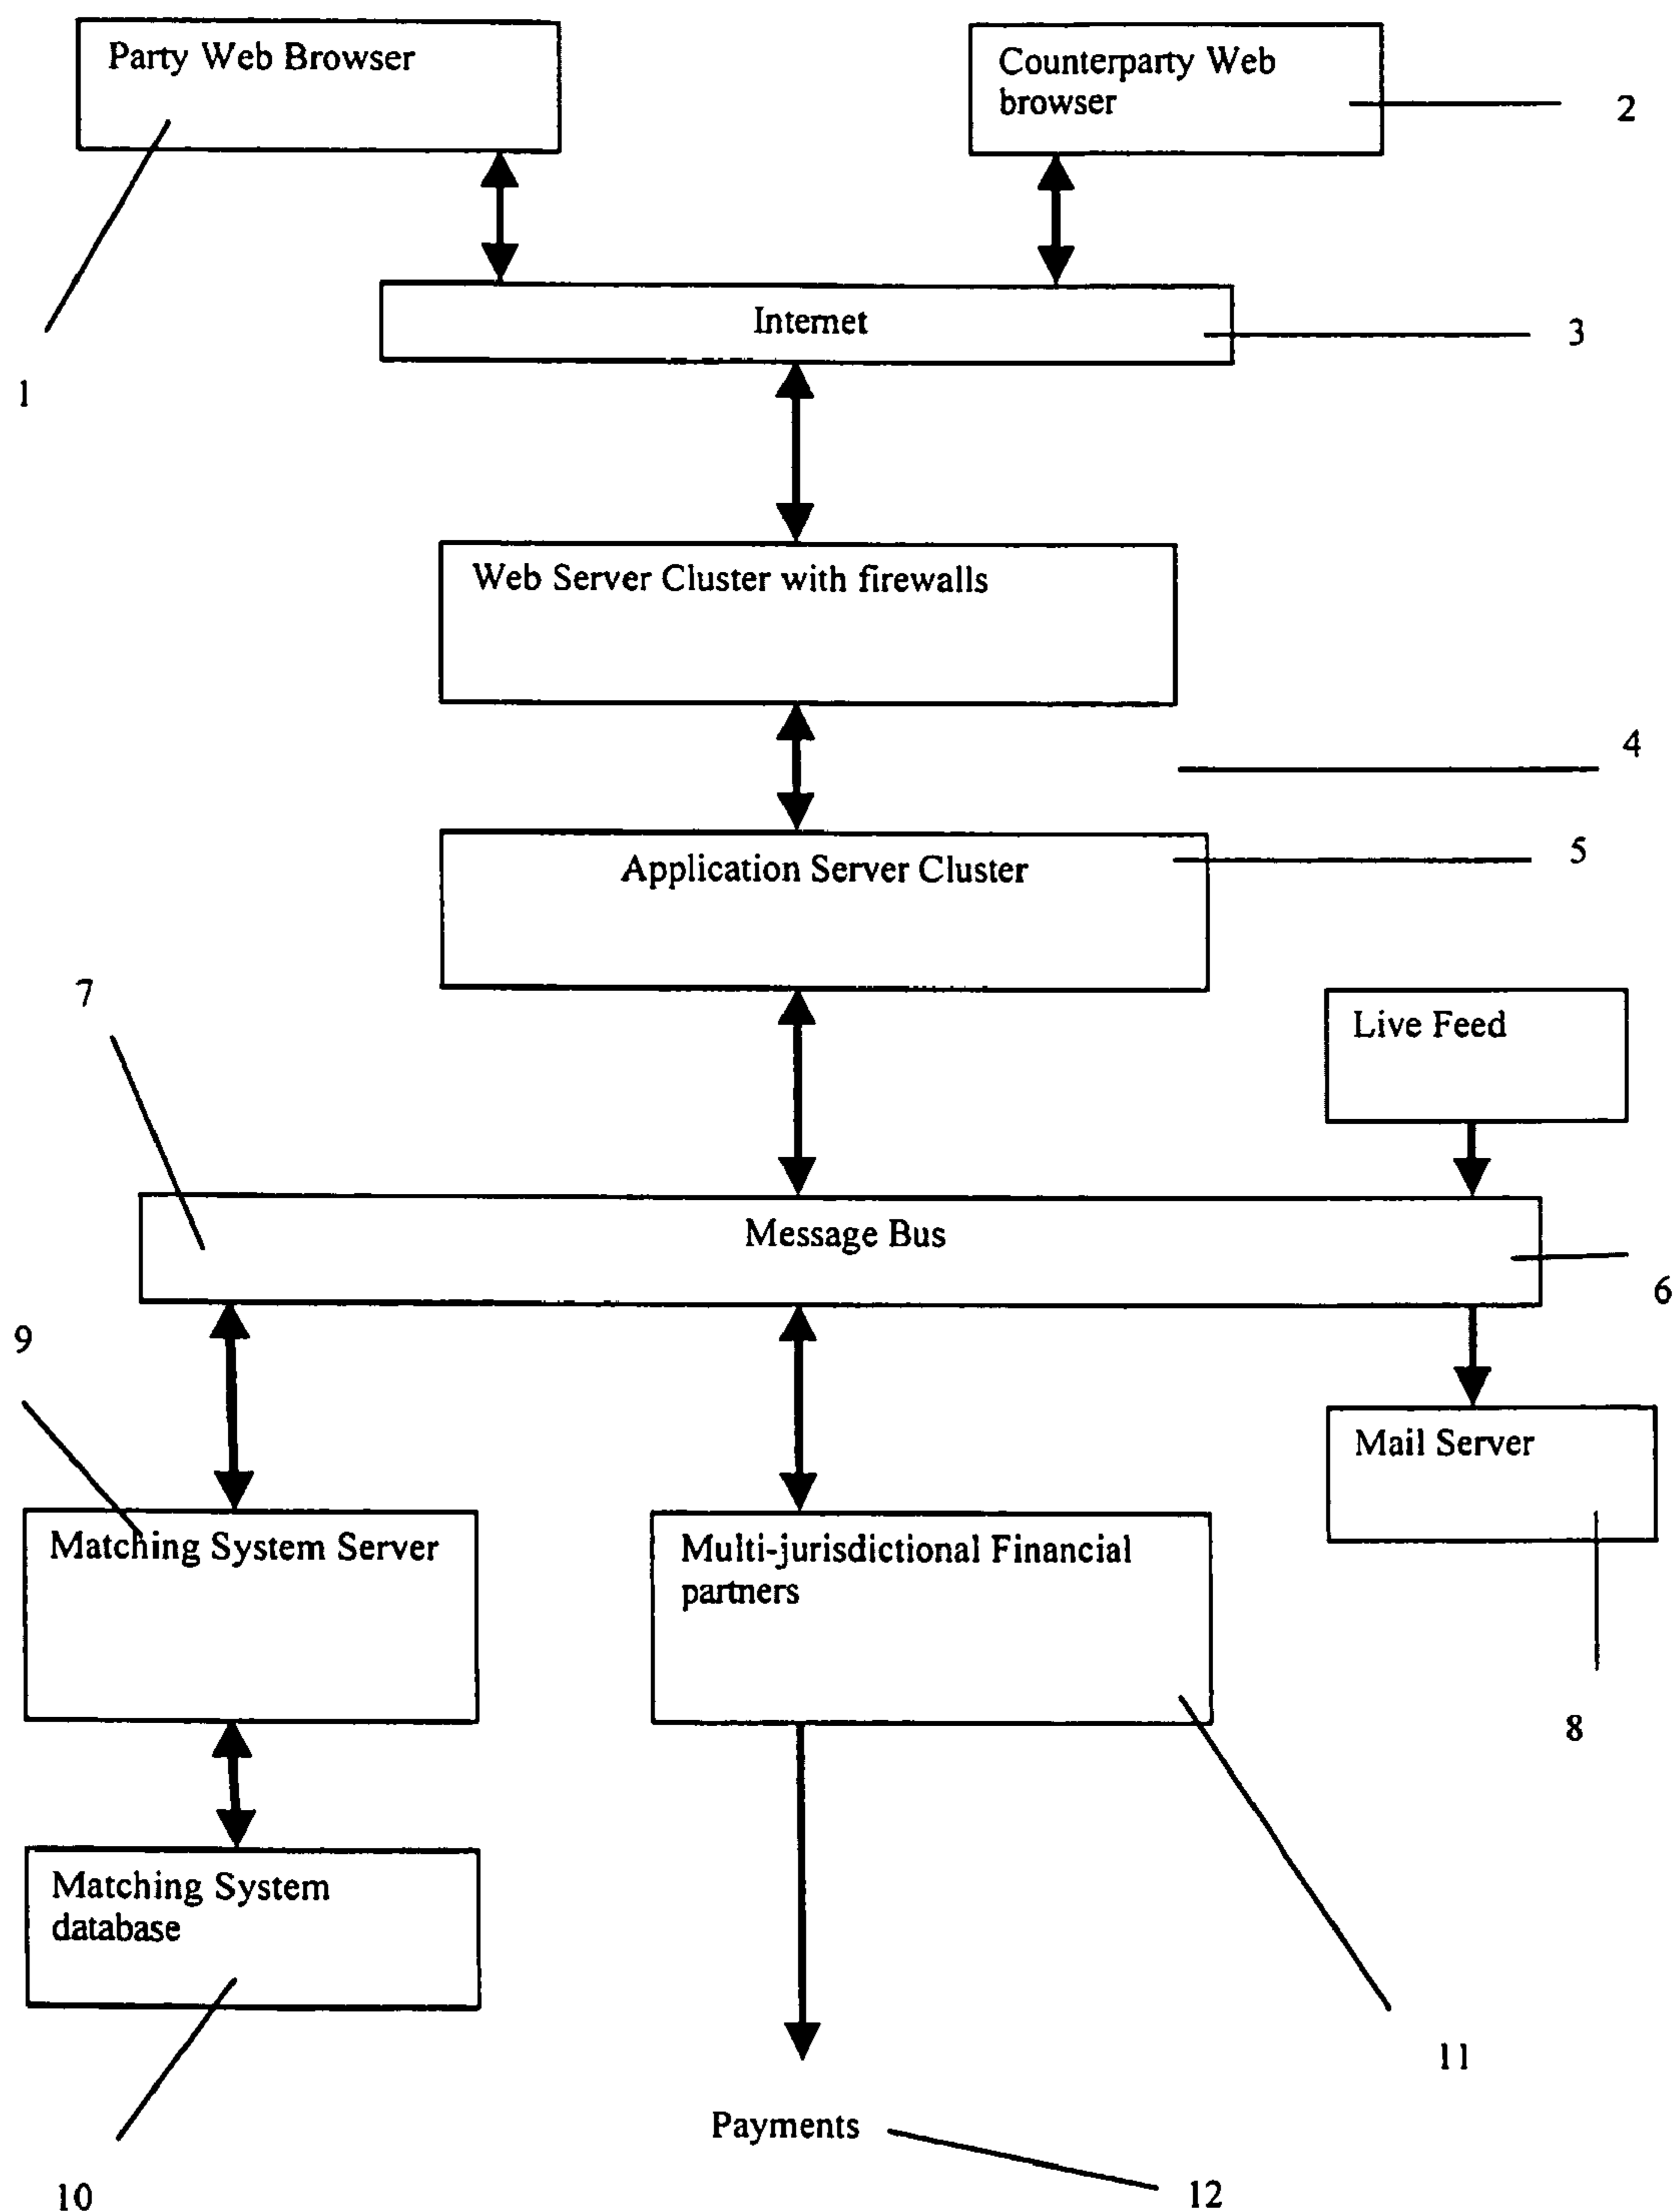 Party Web Browser
Counterparty Web
browser
2
Internet
3
1
Web Server Cluster with firewalls
4
Application Server Cluster
5
7
Live Feed
Message Bus
6
9
Mail Server
Matching System Server
Multi-jurisdictional Financial
partners
8
Matching System
database
11
Payments
10
12